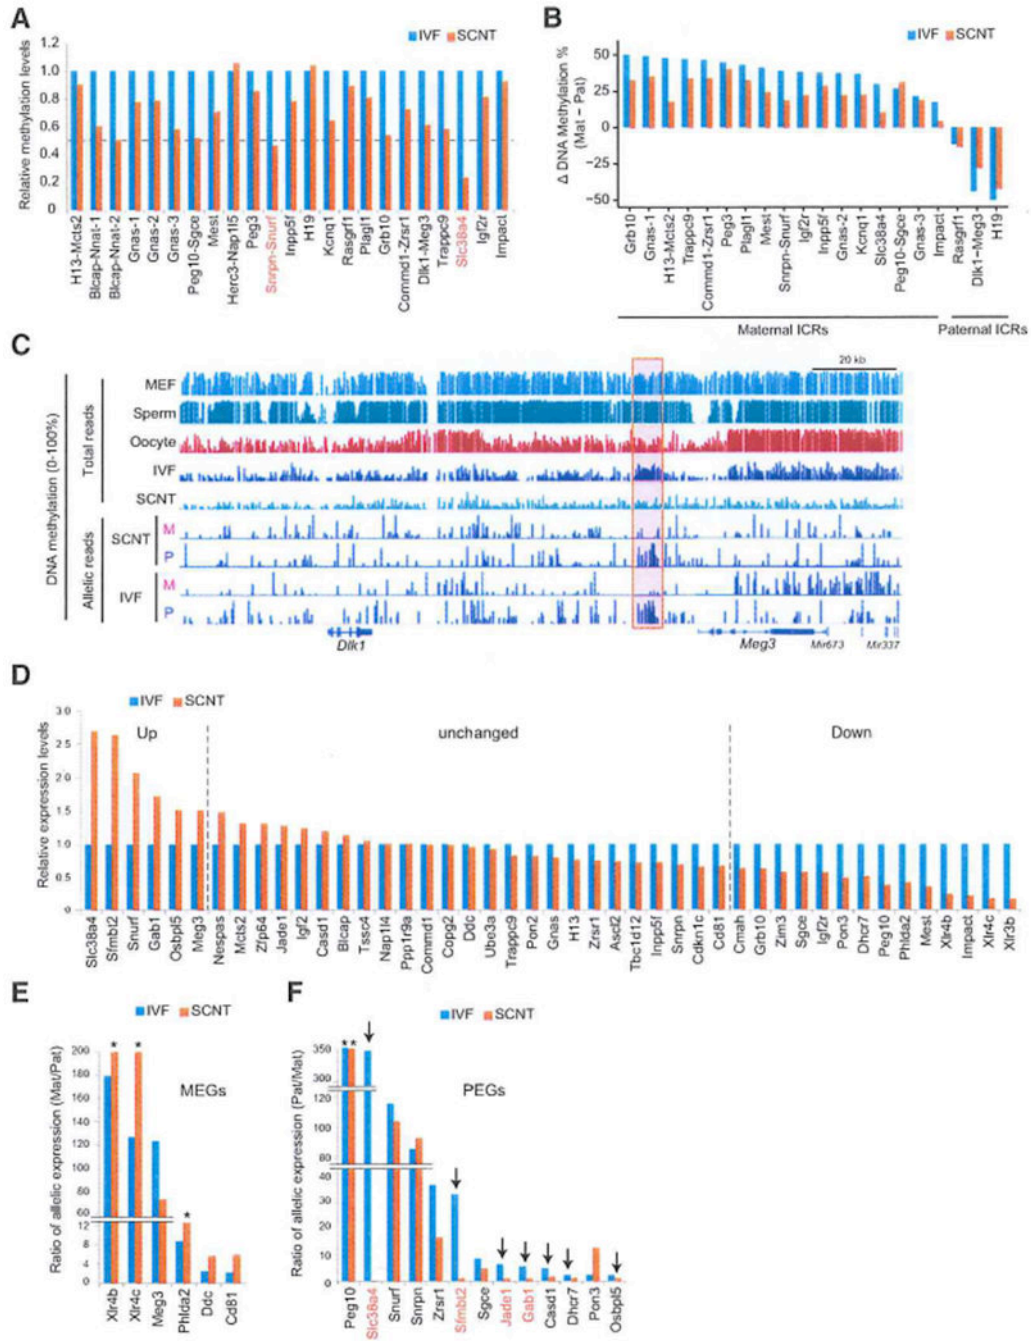 A
IVF SCNT
Relative methylation levels
1.2
1.0
0.8
0.6
0.4
0.2
0
H13-Mcts2
Blcap-Nnat-1
Blcap-Nnat-2
Gnas-1
Gnas-2
Gnas-3
Peg10-Sgce
Mest
Herc3-Nap1l5
Peg3
Snrpn-Snurf
Inpp5f
H19
Kcnq1
Rasgrf1
Plagl1
Grb10
Commd1-Zrsr1
Dlk1-Meg3
Trappc9
Slc38a4
Igf2r
Impact
B
IVF SCNT
Δ DNA Methylation %
(Mat − Pat)
50
25
0
−25
−50
Grb10
Gnas-1
H13-Mcts2
Trappc9
Commd1-Zrsr1
Peg3
Plagl1
Mest
Snrpn-Snurf
Igf2r
Inpp5f
Gnas-2
Kcnq1
Slc38a4
Peg10-Sgce
Gnas-3
Impact
Rasgrf1
Dlk1−Meg3
H19
Maternal ICRs
Paternal ICRs
C
20 kb
DNA methylation (0-100%)
Total reads
MEF
Sperm
Oocyte
IVF
SCNT
Allelic reads
SCNT
M
P
IVF
M
P
Dlk1
Meg3
Mir673
Mir337
D
IVF SCNT
Relative expression levels
3.0
2.5
2.0
1.5
1.0
0.5
0
Up
unchanged
Down
Slc38a4
Sfmbt2
Snurf
Gab1
Osbpl5
Meg3
Nespas
Mcts2
Zfp64
Jade1
Igf2
Casd1
Blcap
Tssc4
Nap1l4
Ppp1r9a
Commd1
Copg2
Ddc
Ube3a
Trappc9
Pon2
Gnas
H13
Zrsr1
Ascl2
Tbc1d12
Inpp5f
Snrpn
Cdkn1c
Cd81
Cmah
Grb10
Zim3
Sgce
Igf2r
Pon3
Dhcr7
Peg10
Phlda2
Mest
Xlr4b
Impact
Xlr4c
Xlr3b
E
IVF SCNT
Ratio of allelic expression (Mat/Pat)
MEGs
200
180
160
140
120
100
80
60
12
8
4
0
* * *
Xlr4b
Xlr4c
Meg3
Phlda2
Ddc
Cd81
F
IVF SCNT
Ratio of allelic expression (Pat/Mat)
PEGs
350
300
120
100
80
40
30
20
10
0
* *
Peg10
Slc38a4
Snurf
Snrpn
Zrsr1
Sfmbt2
Sgce
Jade1
Gab1
Casd1
Dhcr7
Pon3
Osbpl5